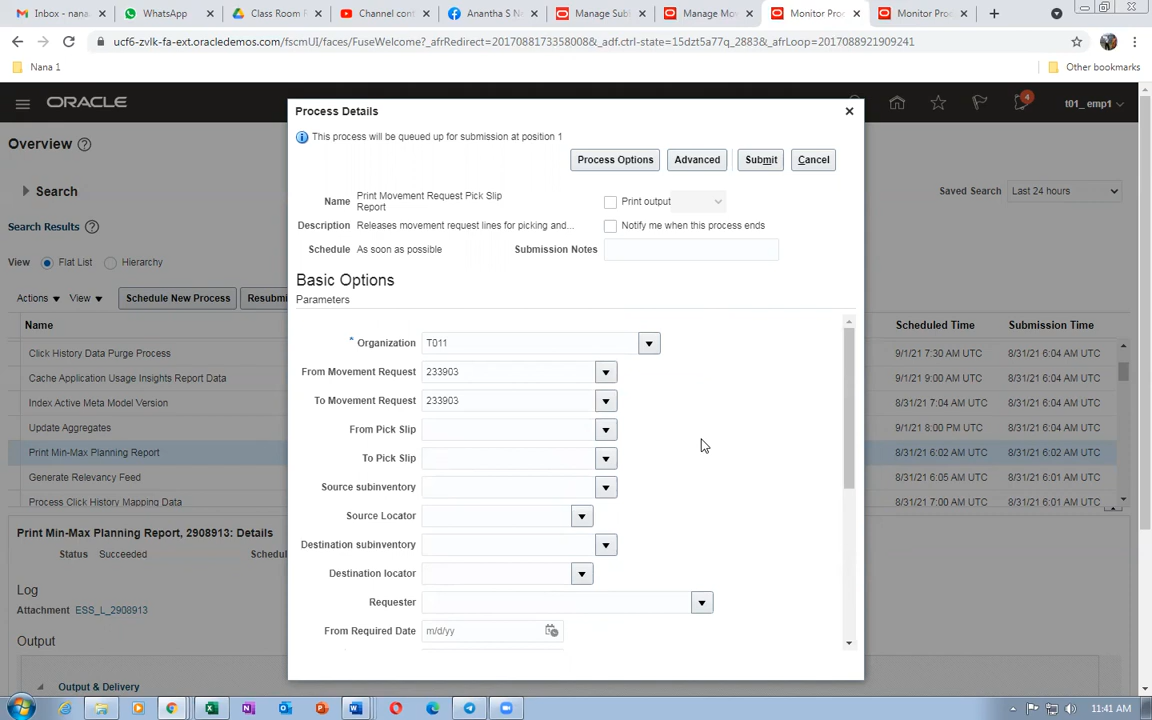 Inbox - nana
WhatsApp
Class Room F
Channel cont
Anantha S Ne
Manage Subi
Manage Mov
Monitor Proc
Monitor Proc
ucf6-zvlk-fa-ext.oracledemos.com/fscmUI/faces/FuseWelcome?_afrRedirect=2017088173358008&_adf.ctrl-state=15dzt5a77q_2883&_afrLoop=2017088921909241
Nana 1
Other bookmarks
ORACLE
4
t01_ emp1
Overview
Search
Saved Search
Last 24 hours
Search Results
View
Flat List
Hierarchy
Actions
View
Schedule New Process
Resubmi
Name
Scheduled Time
Submission Time
Click History Data Purge Process
9/1/21 7:30 AM UTC
8/31/21 6:04 AM UTC
Cache Application Usage Insights Report Data
9/1/21 9:00 AM UTC
8/31/21 6:04 AM UTC
Index Active Meta Model Version
8/31/21 7:04 AM UTC
8/31/21 6:04 AM UTC
Update Aggregates
9/1/21 8:00 PM UTC
8/31/21 6:04 AM UTC
Print Min-Max Planning Report
8/31/21 6:02 AM UTC
8/31/21 6:02 AM UTC
Generate Relevancy Feed
8/31/21 6:05 AM UTC
8/31/21 6:01 AM UTC
Process Click History Mapping Data
8/31/21 7:00 AM UTC
8/31/21 6:01 AM UTC
Print Min-Max Planning Report, 2908913: Details
Status
Succeeded
Schedul
Log
Attachment
ESS_L_2908913
Output
Output & Delivery
Process Details
This process will be queued up for submission at position 1
Process Options
Advanced
Submit
Cancel
Name
Print Movement Request Pick Slip
Report
Print output
Description
Releases movement request lines for picking and...
Notify me when this process ends
Schedule
As soon as possible
Submission Notes
Basic Options
Parameters
* Organization
T011
From Movement Request
233903
To Movement Request
233903
From Pick Slip
To Pick Slip
Source subinventory
Source Locator
Destination subinventory
Destination locator
Requester
From Required Date
m/d/yy
11:41 AM